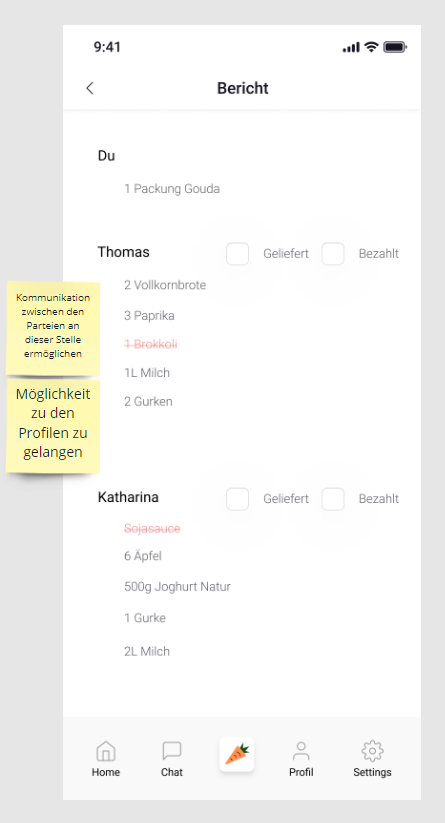 9:41
Bericht
Du
1 Packung Gouda
Thomas
Geliefert
Bezahlt
2 Vollkornbrote
3 Paprika
1 Brokkoli
1L Milch
2 Gurken
Kommunikation
zwischen den
Parteien an
dieser Stelle
ermöglichen
Möglichkeit
zu den
Profilen zu
gelangen
Katharina
Geliefert
Bezahlt
Sojasauce
6 Äpfel
500g Joghurt Natur
1 Gurke
2L Milch
Home
Chat
Profil
Settings